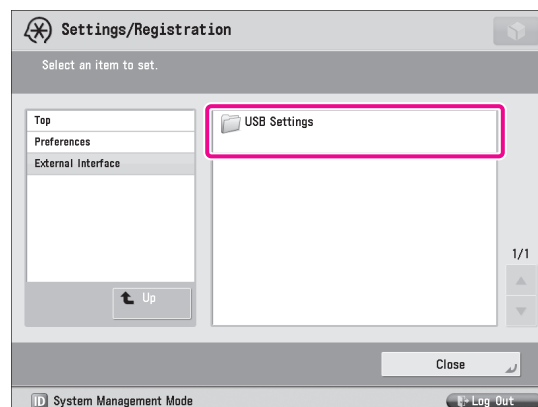 Settings/Registration
Select an item to set.
Top
Preferences
External Interface
USB Settings
1/1
Up
Close
ID System Management Mode
Log Out